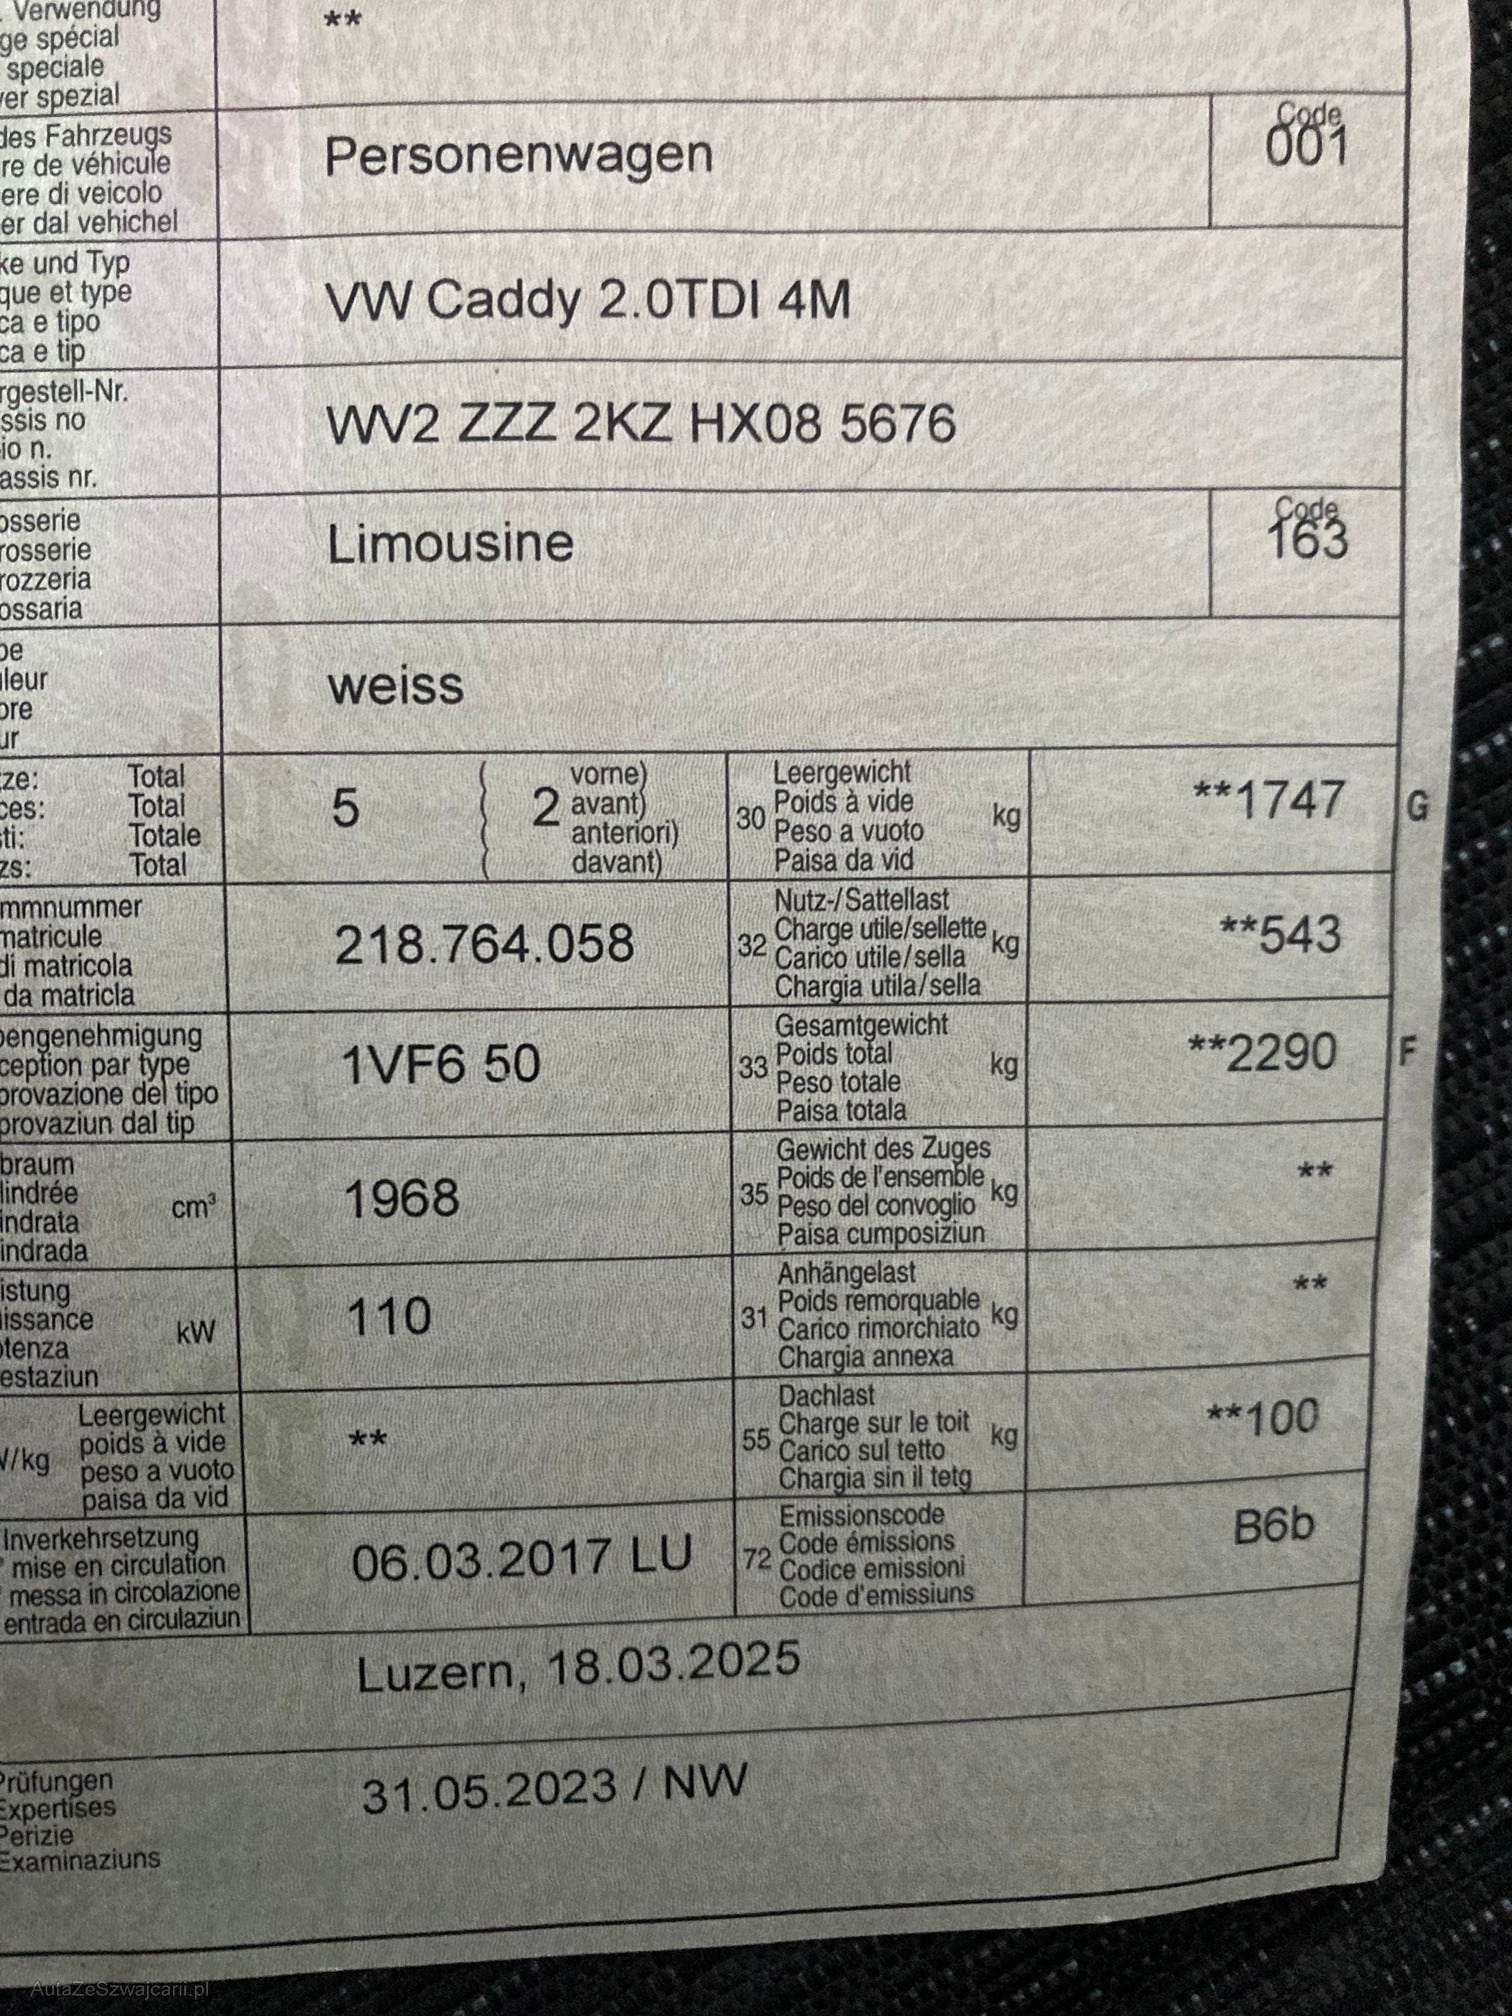 Verwendung
ge spécial
speciale
er spezial
**
des Fahrzeugs
re de véhicule
ere di veicolo
er dal vehichel
Personenwagen
Code
001
ke und Typ
que et type
ca e tipo
ca e tip
VW Caddy 2.0TDI 4M
rgestell-Nr.
ssis no
io n.
assis nr.
WV2 ZZZ 2KZ HX08 5676
osserie
rosserie
rozzeria
ossaria
Limousine
Code
163
be
leur
ore
ur
weiss
ze: Total
ces: Total
ti: Totale
zs: Total
5
( 2 vorne)
avant)
anteriori)
( davant)
30
Leergewicht
Poids à vide
Peso a vuoto
Paisa da vid
kg
**1747
G
mmnummer
matricule
di matricola
da matricla
218.764.058
32
Nutz-/Sattellast
Charge utile/sellette
Carico utile/sella
Chargia utila/sella
kg
**543
pengenehmigung
ception par type
provazione del tipo
provaziun dal tip
1VF6 50
33
Gesamtgewicht
Poids total
Peso totale
Paisa totala
kg
**2290
F
braum
lindrée
indrata
indrada
cm³
1968
35
Gewicht des Zuges
Poids de l'ensemble
Peso del convoglio
Paisa cumposiziun
kg
**
istung
issance
otenza
estaziun
kW
110
31
Anhängelast
Poids remorquable
Carico rimorchiato
Chargia annexa
kg
**
/kg
Leergewicht
poids à vide
peso a vuoto
paisa da vid
**
55
Dachlast
Charge sur le toit
Carico sul tetto
Chargia sin il tetg
kg
**100
Inverkehrsetzung
mise en circulation
messa in circolazione
entrada en circulaziun
06.03.2017 LU
72
Emissionscode
Code émissions
Codice emissioni
Code d'emissiuns
B6b
Luzern, 18.03.2025
Prüfungen
Expertises
Perizie
Examinaziuns
31.05.2023 / NW
AutaZeSzwajcarii.pl